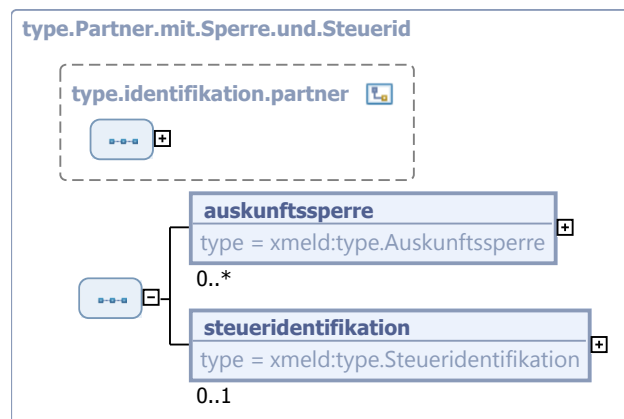 type.Partner.mit.Sperre.und.Steuerid
type.identifikation.partner
auskunftssperre
type = xmeld:type.Auskunftssperre
0..*
steueridentifikation
type = xmeld:type.Steueridentifikation
0..1